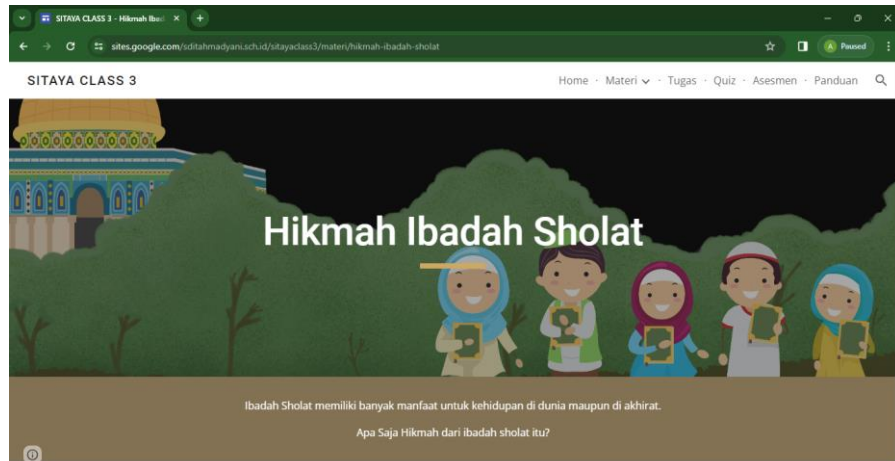 SITAYA CLASS 3 - Hikmah Ibad
sites.google.com/sditahmadyani.sch.id/sitayaclass3/materi/hikmah-ibadah-sholat
A Paused
SITAYA CLASS 3
Home · Materi · Tugas · Quiz · Asesmen · Panduan
Hikmah Ibadah Sholat
Ibadah Sholat memiliki banyak manfaat untuk kehidupan di dunia maupun di akhirat.
Apa Saja Hikmah dari ibadah sholat itu?